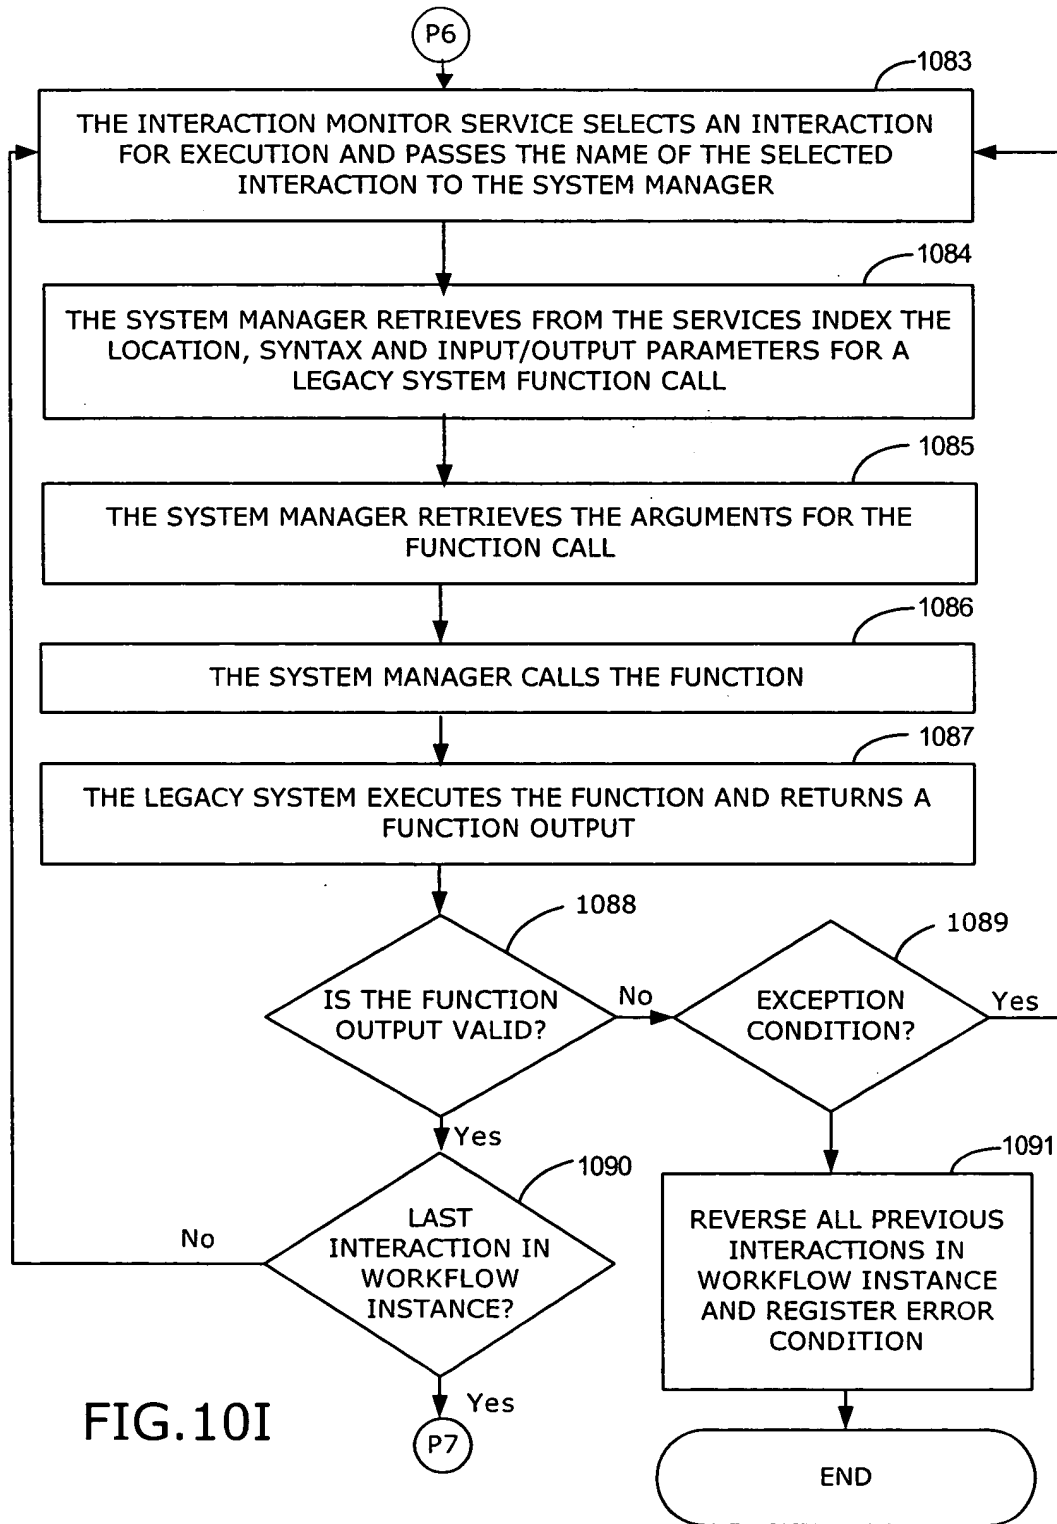 P6
1083
THE INTERACTION MONITOR SERVICE SELECTS AN INTERACTION
FOR EXECUTION AND PASSES THE NAME OF THE SELECTED
INTERACTION TO THE SYSTEM MANAGER
1084
THE SYSTEM MANAGER RETRIEVES FROM THE SERVICES INDEX THE
LOCATION, SYNTAX AND INPUT/OUTPUT PARAMETERS FOR A
LEGACY SYSTEM FUNCTION CALL
1085
THE SYSTEM MANAGER RETRIEVES THE ARGUMENTS FOR THE
FUNCTION CALL
1086
THE SYSTEM MANAGER CALLS THE FUNCTION
1087
THE LEGACY SYSTEM EXECUTES THE FUNCTION AND RETURNS A
FUNCTION OUTPUT
1088
IS THE FUNCTION
OUTPUT VALID?
No
1089
EXCEPTION
CONDITION?
Yes
Yes
1090
LAST
INTERACTION IN
WORKFLOW
INSTANCE?
No
1091
REVERSE ALL PREVIOUS
INTERACTIONS IN
WORKFLOW INSTANCE
AND REGISTER ERROR
CONDITION
Yes
P7
END
FIG.10I